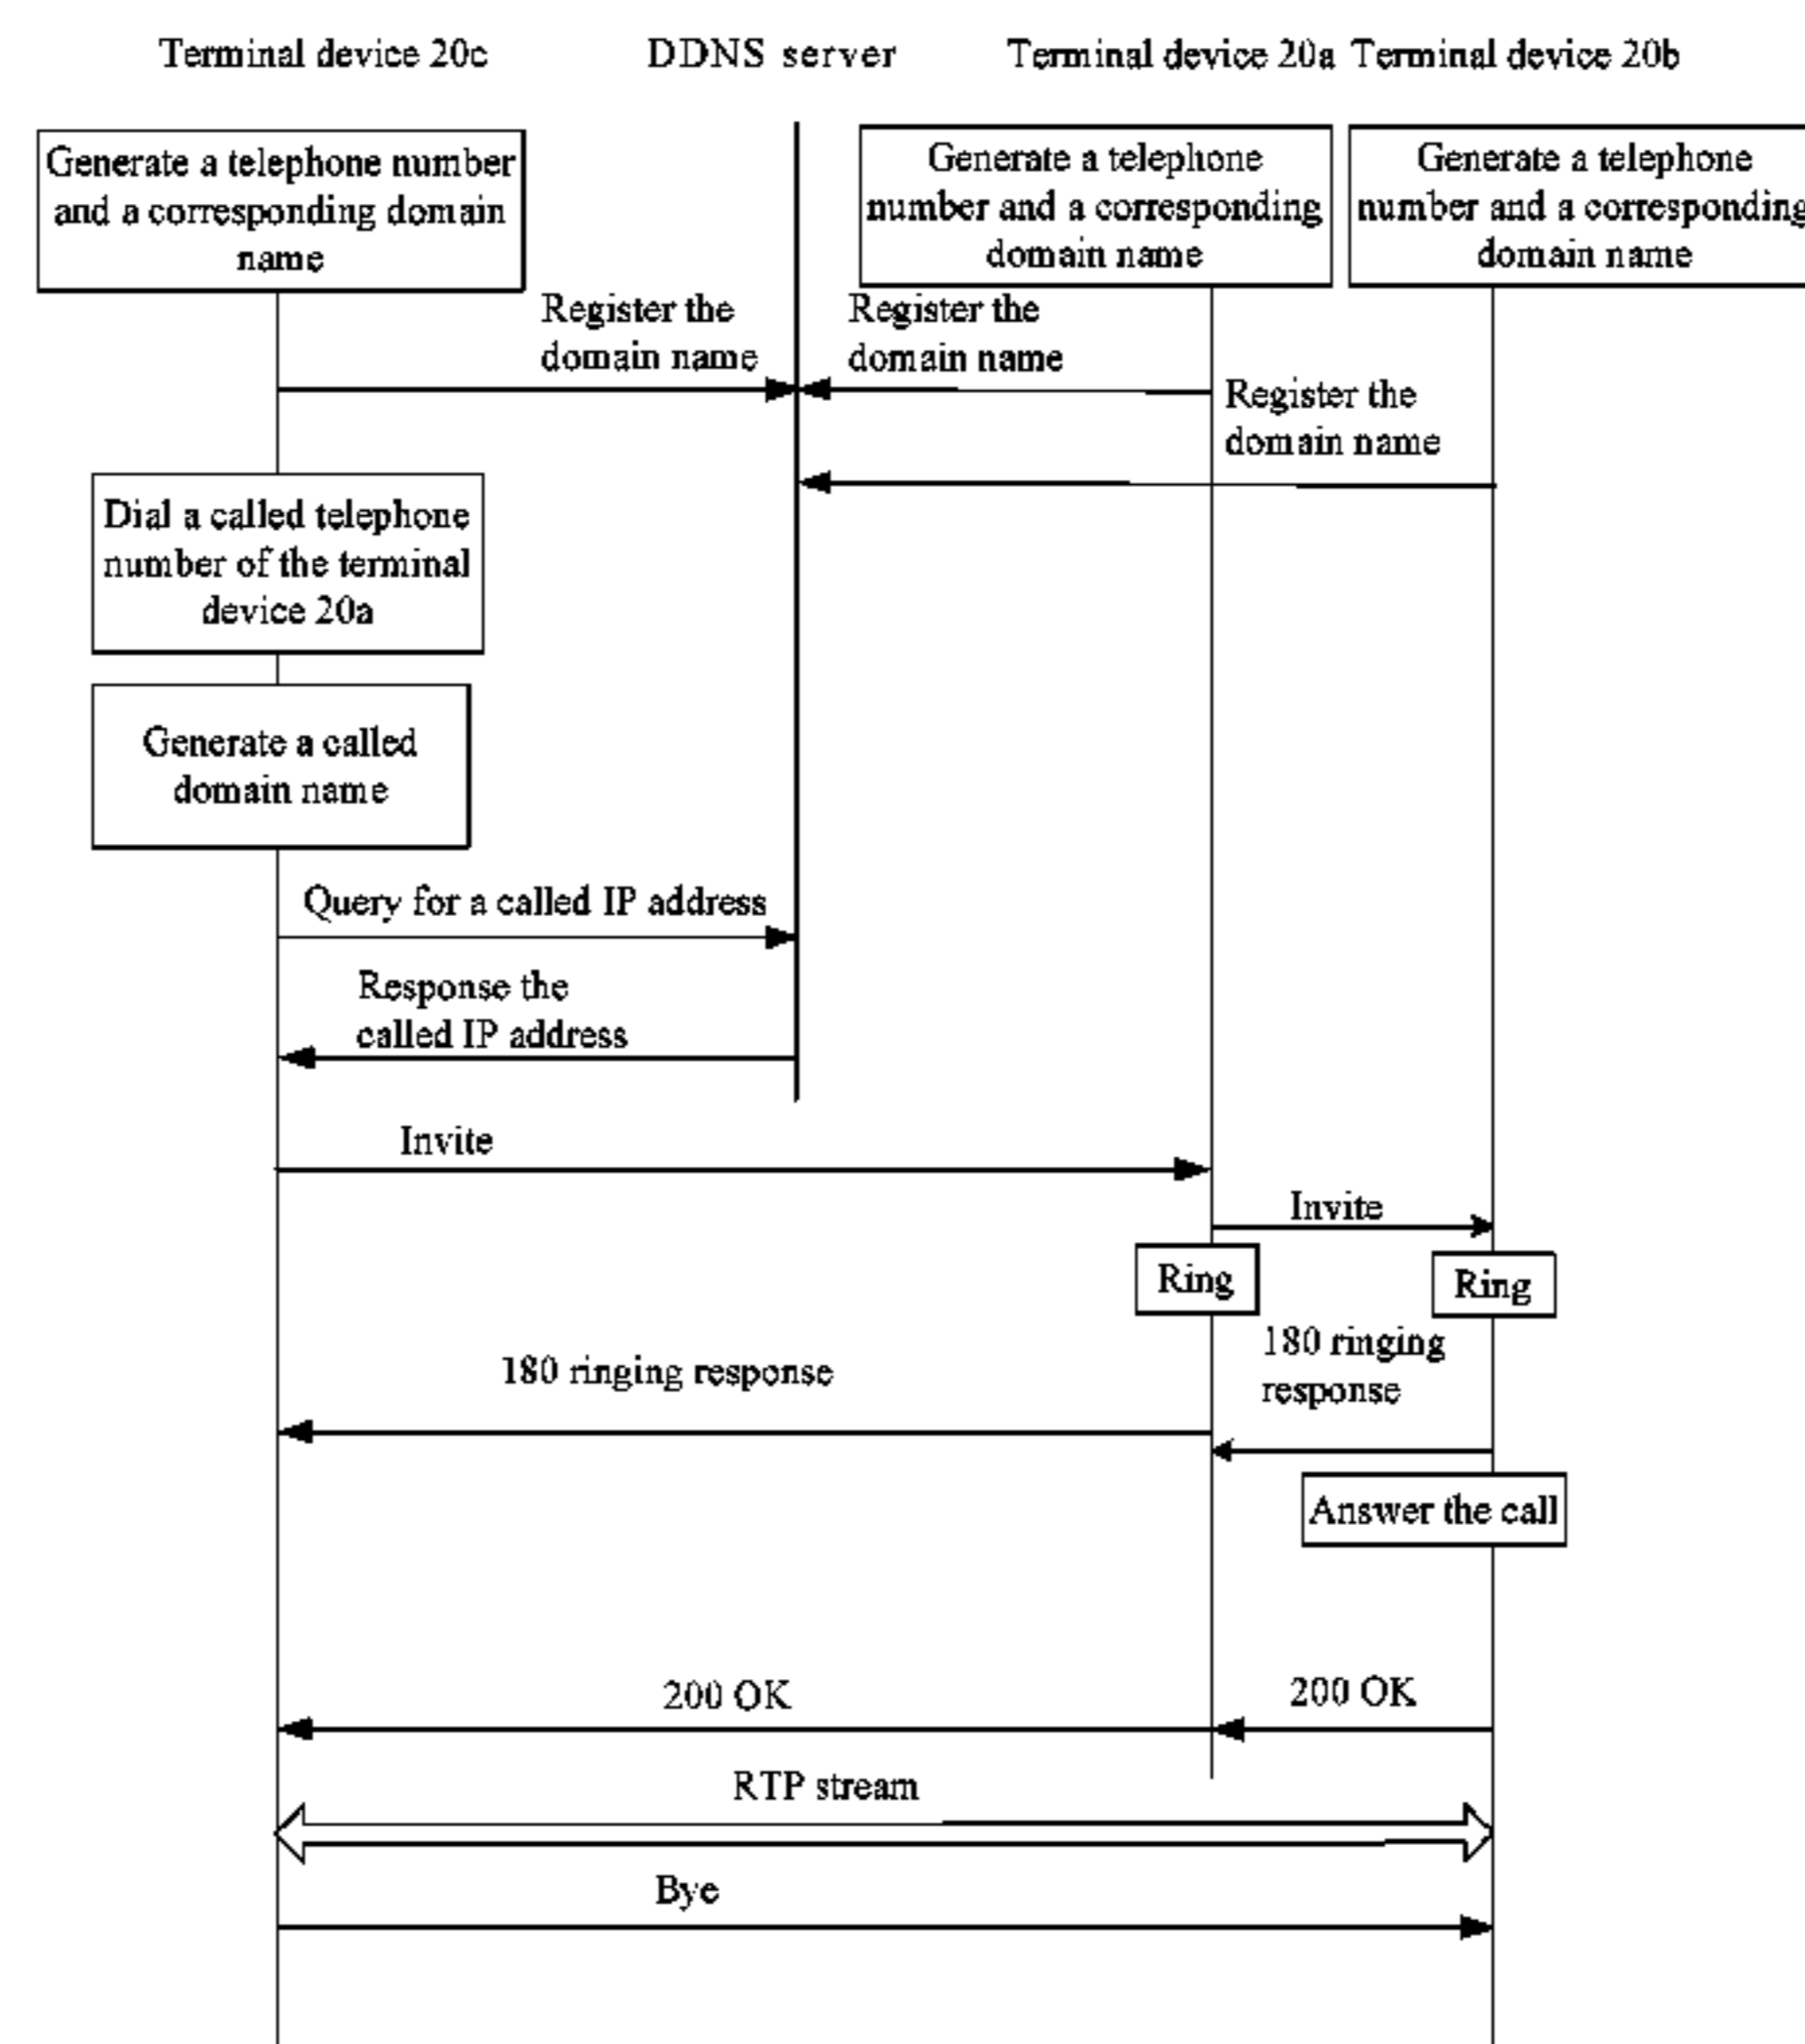 Terminal device 20c
DDNS server
Terminal device 20a
Terminal device 20b
Generate a telephone number
and a corresponding domain
name
Generate a telephone
number and a corresponding
domain name
Generate a telephone
number and a corresponding
domain name
Register the
domain name
Register the
domain name
Register the
domain name
Dial a called telephone
number of the terminal
device 20a
Generate a called
domain name
Query for a called IP address
Response the
called IP address
Invite
Invite
Ring
Ring
180 ringing response
180 ringing
response
Answer the call
200 OK
200 OK
RTP stream
Bye